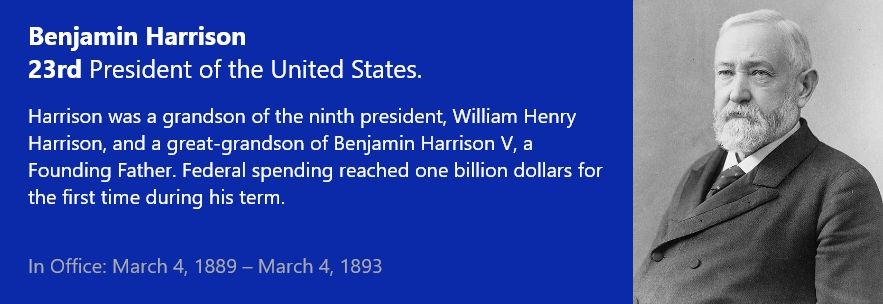 Benjamin Harrison
23rd President of the United States.
Harrison was a grandson of the ninth president, William Henry
Harrison, and a great-grandson of Benjamin Harrison V, a
Founding Father. Federal spending reached one billion dollars for
the first time during his term.
In Office: March 4, 1889 – March 4, 1893